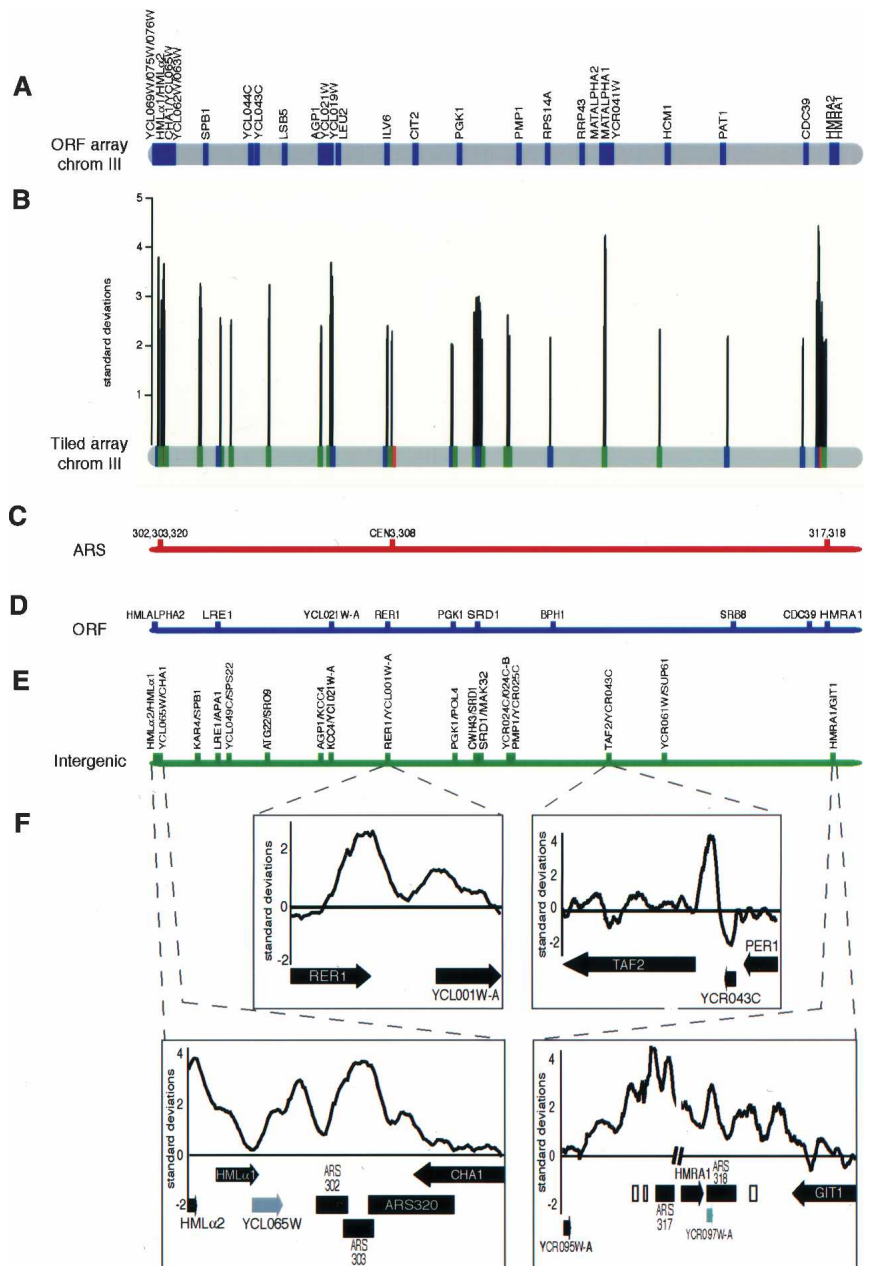 A
YCL069W/075W/076W
HMLα1/HMLα2
CHA1/YCL065W
YCL062W/063W
SPB1
YCL044C
YCL043C
LSB5
AGP1
YCL021W
YCL019W
LEU2
ILV6
CIT2
PGK1
PMP1
RPS14A
RRP43
MATALPHA2
MATALPHA1
YCR041W
HCM1
PAT1
CDC39
HMRA2
HMRA1
ORF array
chrom III
B
5
4
3
2
1
standard deviations
Tiled array
chrom III
C
302,303,320
CEN3,308
317,318
ARS
D
HMLALPHA2
LRE1
YCL021W-A
RER1
PGK1
SRD1
BPH1
SRB8
CDC39
HMRA1
ORF
E
HMLα2/HMLα1
YCL065W/CHA1
KAR4/SPB1
LRE1/APA1
YCL049C/SPS22
ATG22/SRO9
AGP1/KCC4
KCC4/YCL021W-A
RER1/YCL001W-A
PGK1/POL4
CWH43/SRD1
SRD1/MAK32
YCR024C/024C-B
PMP1/YCR025C
TAF2/YCR043C
YCR061W/SUP61
HMRA1/GIT1
Intergenic
F
standard deviations
2
0
-2
RER1
YCL001W-A
standard deviations
4
2
0
-2
TAF2
YCR043C
PER1
standard deviations
4
2
0
-2
HMLα1
HMLα2
YCL065W
ARS
302
ARS
303
ARS320
CHA1
standard deviations
4
2
0
-2
HMRA1
ARS
318
ARS
317
YCR095W-A
YCR097W-A
GIT1